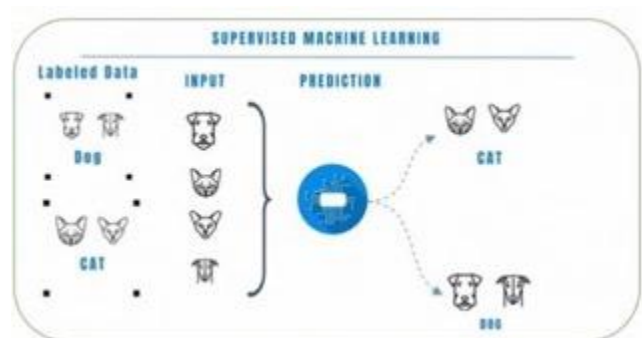 SUPERVISED MACHINE LEARNING
Labeled Data
INPUT
PREDICTION
Dog
CAT
CAT
DOG